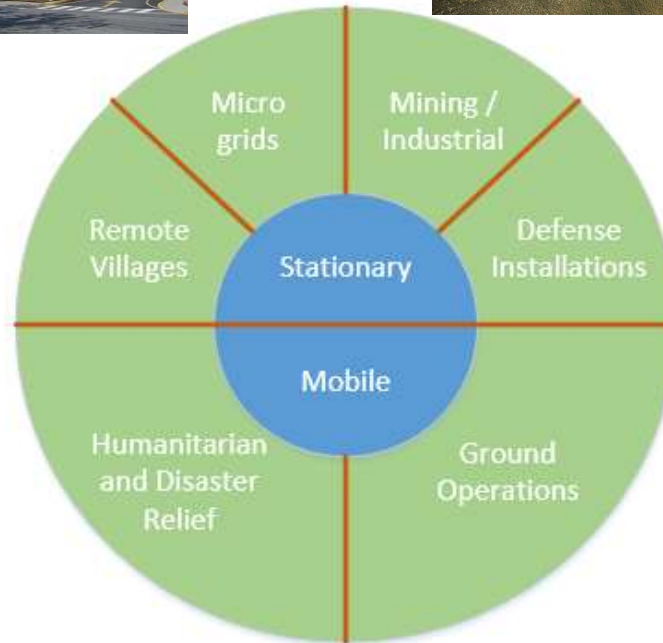 Micro
grids
Mining /
Industrial
Remote
Villages
Stationary
Defense
Installations
Mobile
Humanitarian
and Disaster
Relief
Ground
Operations